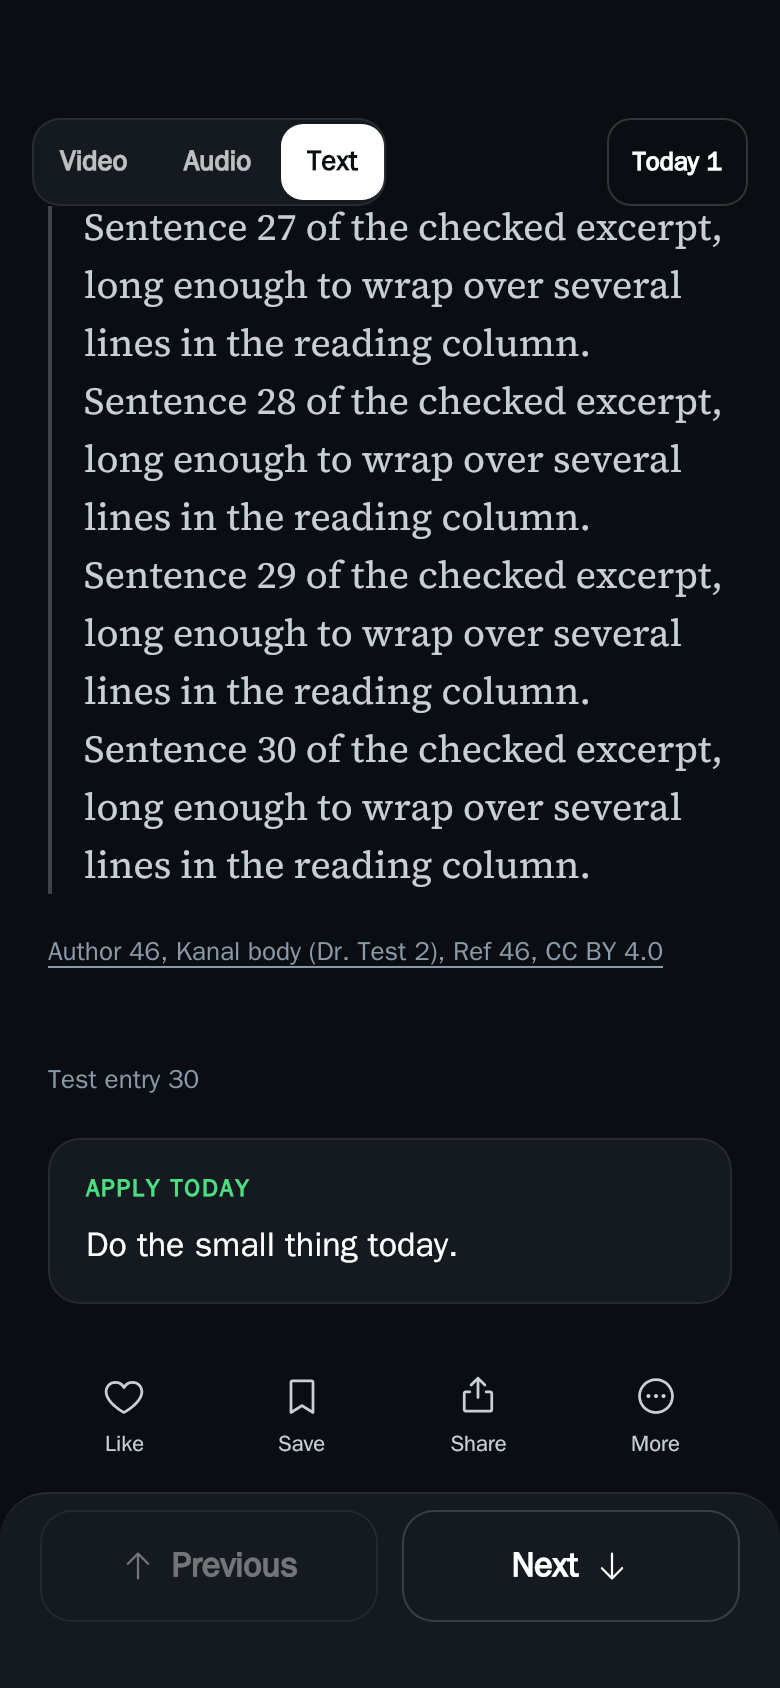 Video Audio Text Today 1
Sentence 27 of the checked excerpt,
long enough to wrap over several
lines in the reading column.
Sentence 28 of the checked excerpt,
long enough to wrap over several
lines in the reading column.
Sentence 29 of the checked excerpt,
long enough to wrap over several
lines in the reading column.
Sentence 30 of the checked excerpt,
long enough to wrap over several
lines in the reading column.
Author 46, Kanal body (Dr. Test 2), Ref 46, CC BY 4.0
Test entry 30
APPLY TODAY
Do the small thing today.
Like Save Share More
Previous Next